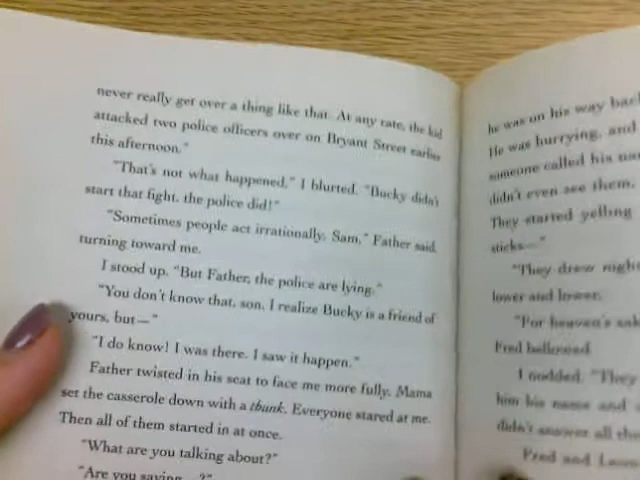 never really get over a thing like that. At any rate, the kid
attacked two police officers over on Bryant Street earlier
this afternoon."
"That's not what happened," I blurted. "Bucky didn't
start that fight, the police did!"
"Sometimes people act irrationally, Sam," Father said,
turning toward me.
I stood up. "But Father, the police are lying."
"You don't know that, son. I realize Bucky is a friend of
yours, but—"
"I do know! I was there. I saw it happen."
Father twisted in his seat to face me more fully. Mama
set the casserole down with a thunk. Everyone stared at me.
Then all of them started in at once.
"What are you talking about?"
"Are you saying—?"
he was on his way back
He was hurrying, and
someone called his name
didn't even see them.
They started yelling
sticks—"
"They drew night
lower and lower.
"For heaven's sake
Fred bellowed.
I nodded. "They
him his name and
didn't answer all the
Fred and